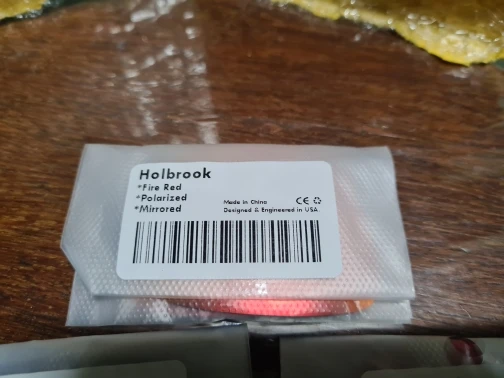 Holbrook
*Fire Red
*Polarized
*Mirrored
Made in China CE
Designed & Engineered in USA